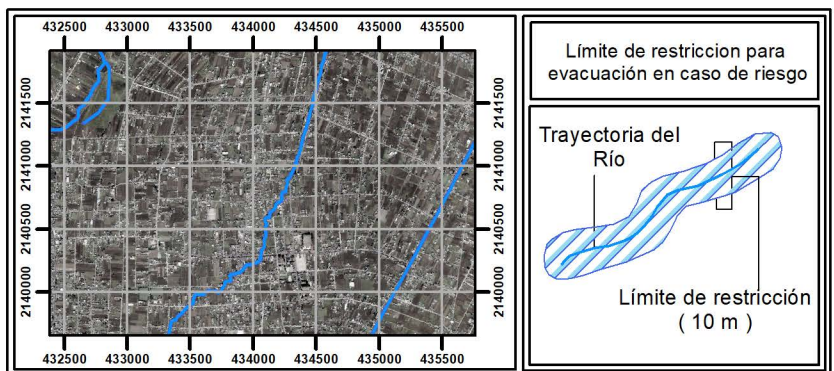 432500 433000 433500 434000 434500 435000 435500
2141500
2141000
2140500
2140000
2141500
2141000
2140500
2140000
432500 433000 433500 434000 434500 435000 435500
Límite de restriccion para
evacuación en caso de riesgo
Trayectoria del
Río
Límite de restricción
( 10 m )